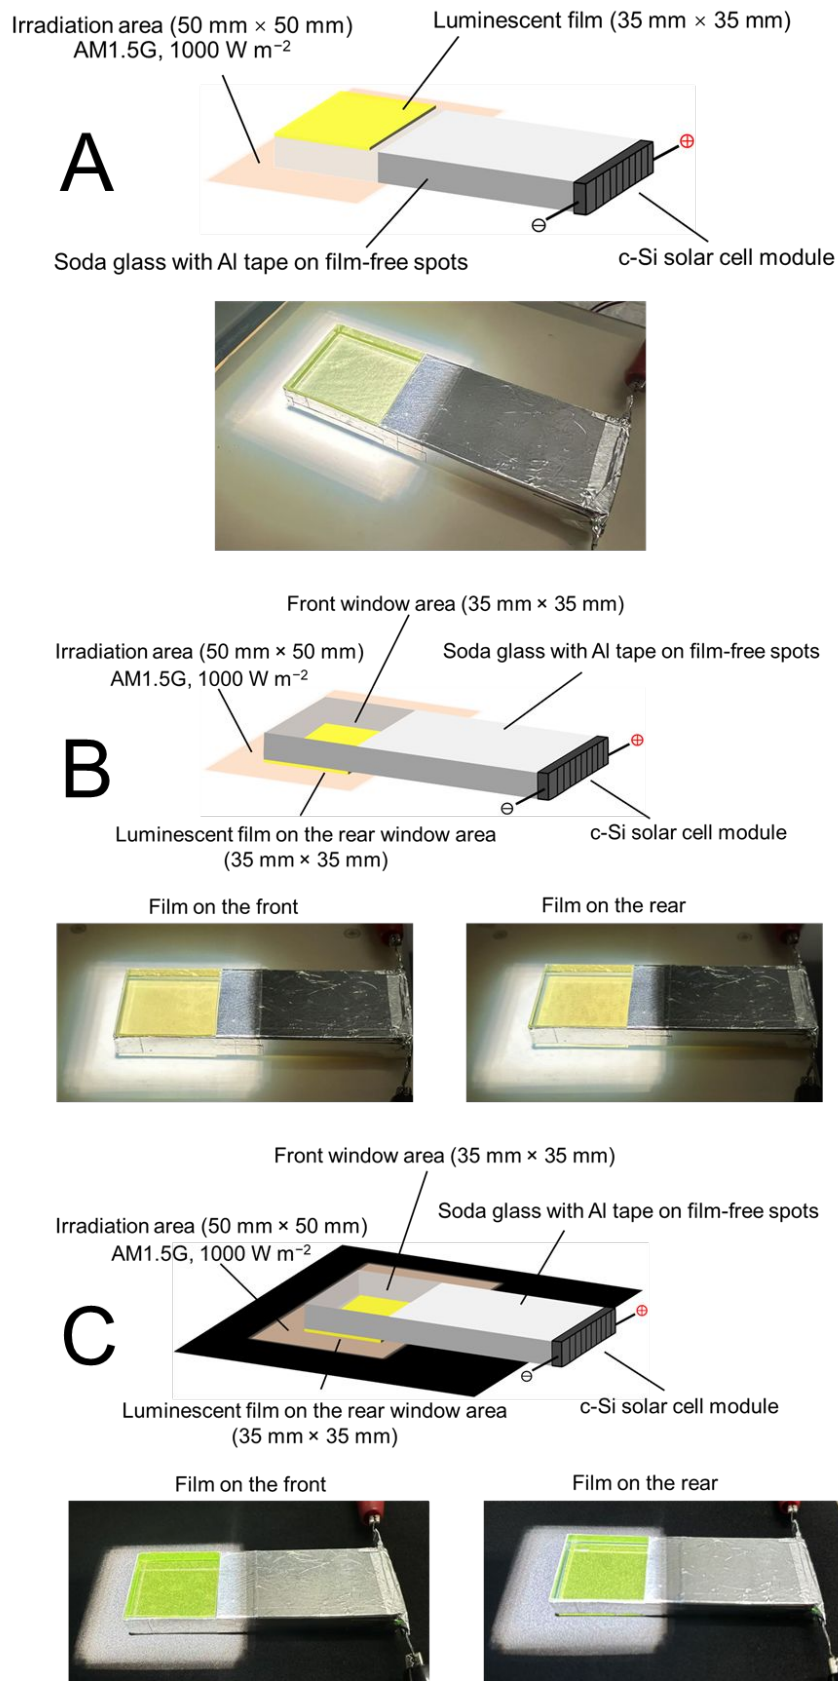 Irradiation area (50 mm × 50 mm)
AM1.5G, 1000 W m⁻²
Luminescent film (35 mm × 35 mm)
A
⊕
⊖
Soda glass with Al tape on film-free spots
c-Si solar cell module
Front window area (35 mm × 35 mm)
Irradiation area (50 mm × 50 mm)
AM1.5G, 1000 W m⁻²
Soda glass with Al tape on film-free spots
B
⊕
⊖
Luminescent film on the rear window area
(35 mm × 35 mm)
c-Si solar cell module
Film on the front
Film on the rear
Front window area (35 mm × 35 mm)
Soda glass with Al tape on film-free spots
Irradiation area (50 mm × 50 mm)
AM1.5G, 1000 W m⁻²
C
⊕
⊖
Luminescent film on the rear window area
(35 mm × 35 mm)
c-Si solar cell module
Film on the front
Film on the rear